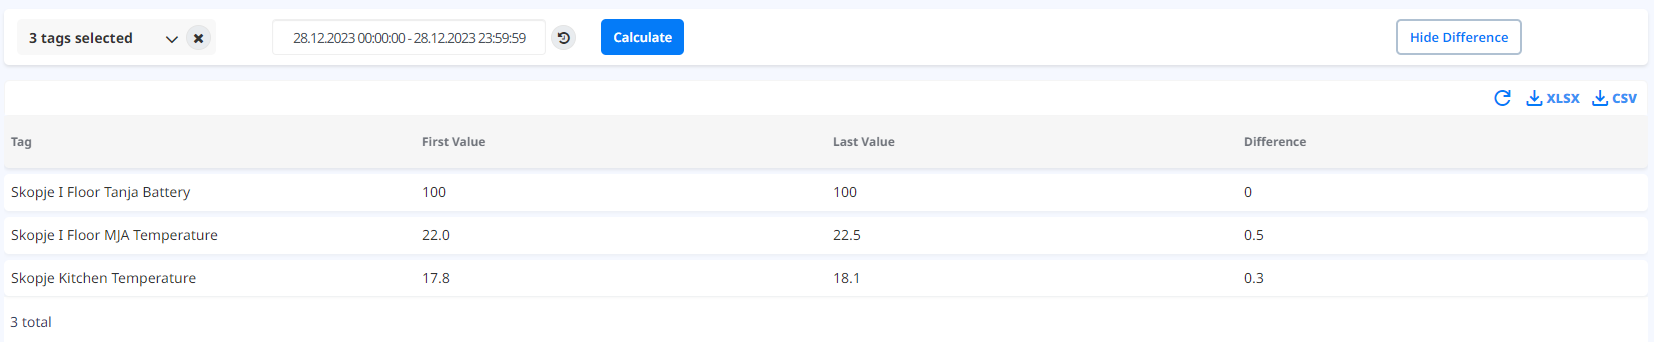 3 tags selected 28.12.2023 00:00:00 - 28.12.2023 23:59:59 Calculate Hide Difference
XLSX CSV
Tag First Value Last Value Difference
Skopje I Floor Tanja Battery 100 100 0
Skopje I Floor MJA Temperature 22.0 22.5 0.5
Skopje Kitchen Temperature 17.8 18.1 0.3
3 total